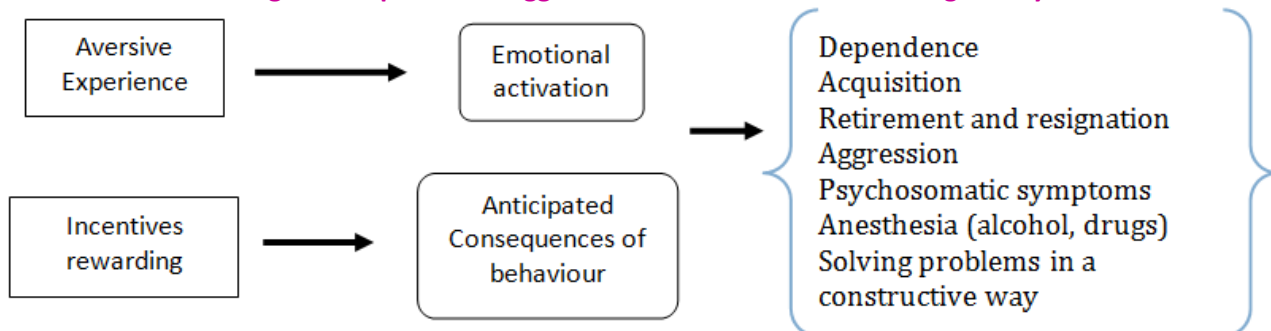 Aversive
Experience
Emotional
activation
Incentives
rewarding
Anticipated
Consequences of
behaviour
Dependence
Acquisition
Retirement and resignation
Aggression
Psychosomatic symptoms
Anesthesia (alcohol, drugs)
Solving problems in a
constructive way